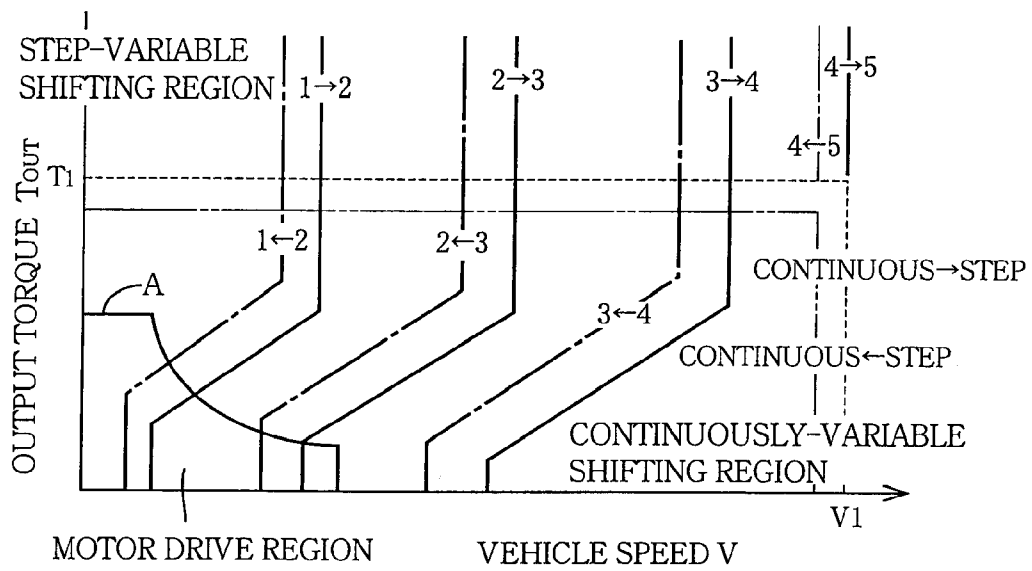 STEP-VARIABLE
SHIFTING REGION
1→2
2→3
3→4
4→5
4←5
OUTPUT TORQUE TOUT
T1
1←2
2←3
CONTINUOUS→STEP
A
3←4
CONTINUOUS←STEP
CONTINUOUSLY-VARIABLE
SHIFTING REGION
V1
MOTOR DRIVE REGION
VEHICLE SPEED V